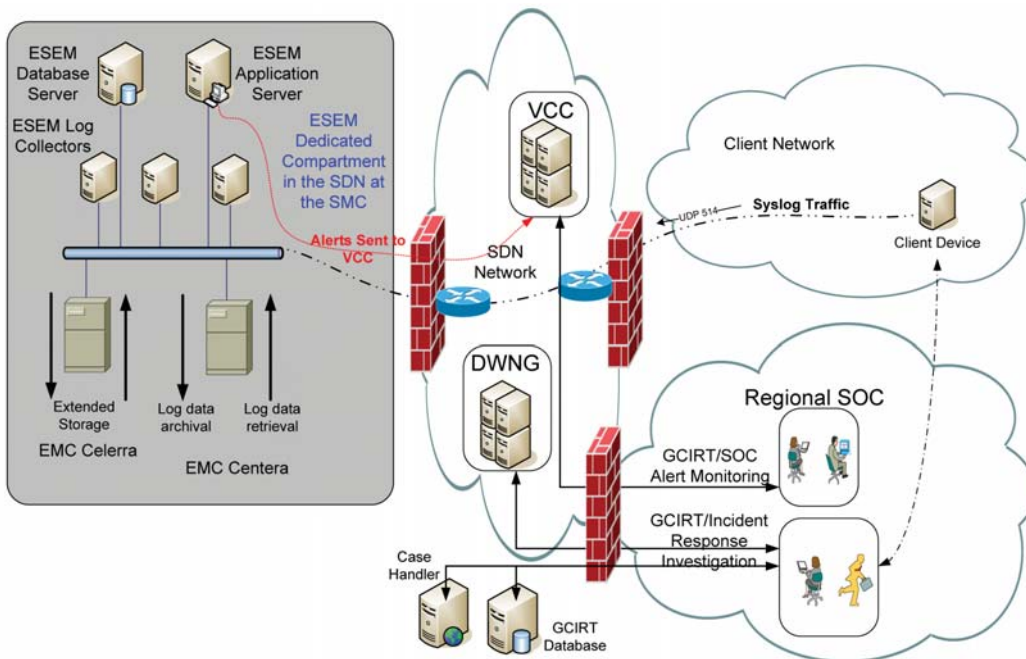 ESEM
Database
Server
ESEM
Application
Server
ESEM Log
Collectors
ESEM
Dedicated
Compartment
in the SDN at
the SMC
Alerts Sent to
VCC
Extended
Storage
Log data
archival
Log data
retrieval
EMC Celerra
EMC Centera
VCC
SDN
Network
DWNG
Client Network
UDP 514
Syslog Traffic
Client Device
Regional SOC
GCIRT/SOC
Alert Monitoring
GCIRT/Incident
Response
Investigation
Case
Handler
GCIRT
Database